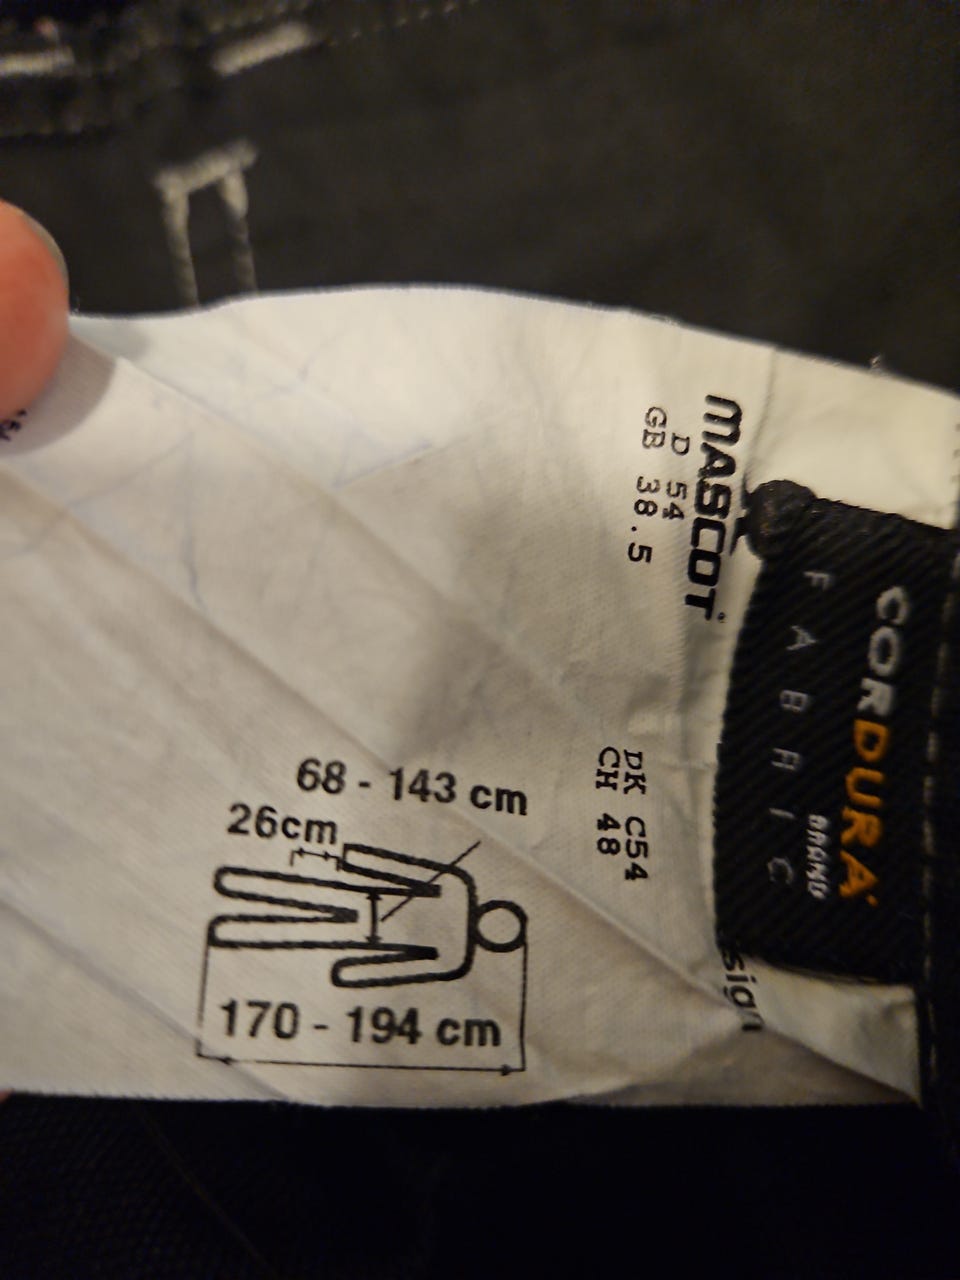 CORDURA
BRAND
FABRIC
MASCOT
D 54
GB 38.5
DK C54
CH 48
sign
68 - 143 cm
26cm
170 - 194 cm